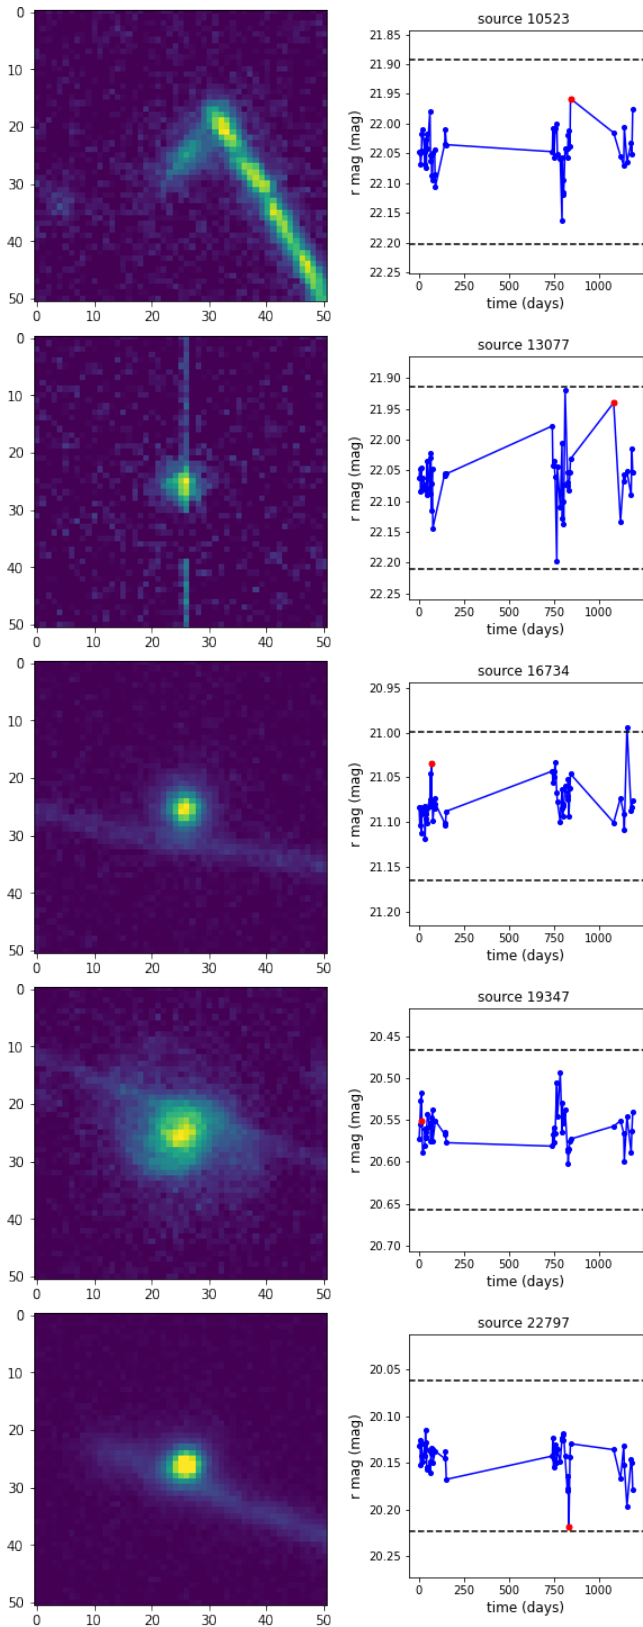 source 10523
0
10
20
30
40
50
0 10 20 30 40 50
r mag (mag)
21.85
21.90
21.95
22.00
22.05
22.10
22.15
22.20
22.25
0 250 500 750 1000
time (days)
source 13077
0
10
20
30
40
50
0 10 20 30 40 50
r mag (mag)
21.90
21.95
22.00
22.05
22.10
22.15
22.20
22.25
0 250 500 750 1000
time (days)
source 16734
0
10
20
30
40
50
0 10 20 30 40 50
r mag (mag)
20.95
21.00
21.05
21.10
21.15
21.20
0 250 500 750 1000
time (days)
source 19347
0
10
20
30
40
50
0 10 20 30 40 50
r mag (mag)
20.45
20.50
20.55
20.60
20.65
20.70
0 250 500 750 1000
time (days)
source 22797
0
10
20
30
40
50
0 10 20 30 40 50
r mag (mag)
20.05
20.10
20.15
20.20
20.25
0 250 500 750 1000
time (days)